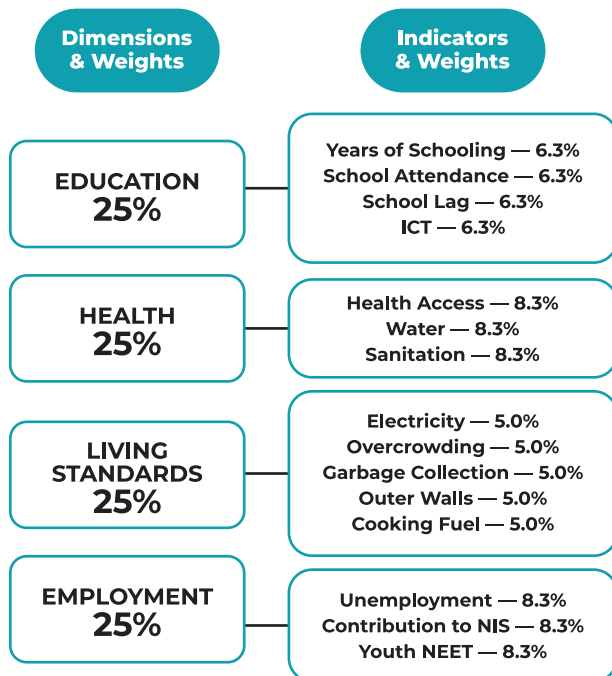 Dimensions
& Weights
Indicators
& Weights
EDUCATION
25%
Years of Schooling — 6.3%
School Attendance — 6.3%
School Lag — 6.3%
ICT — 6.3%
HEALTH
25%
Health Access — 8.3%
Water — 8.3%
Sanitation — 8.3%
LIVING
STANDARDS
25%
Electricity — 5.0%
Overcrowding — 5.0%
Garbage Collection — 5.0%
Outer Walls — 5.0%
Cooking Fuel — 5.0%
EMPLOYMENT
25%
Unemployment — 8.3%
Contribution to NIS — 8.3%
Youth NEET — 8.3%